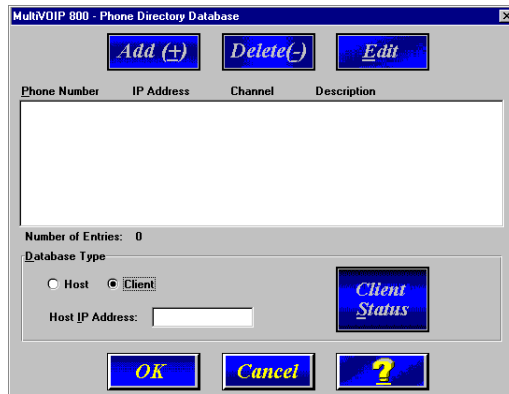 MultiVOIP 800 - Phone Directory Database
Add (+) Delete(-) Edit
Phone Number IP Address Channel Description
Number of Entries: 0
Database Type
Host Client
Client
Status
Host IP Address:
OK Cancel ?